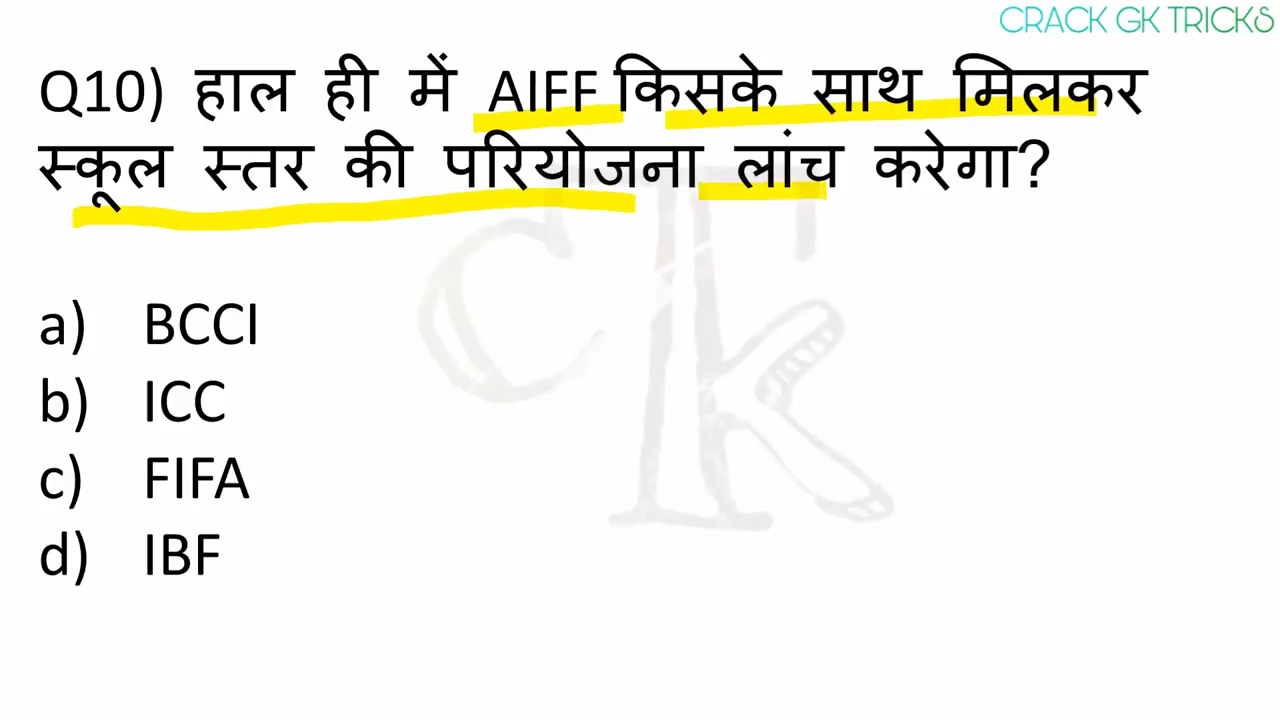 CRACK GK TRICKS
Q10) हाल ही में AIFF किसके साथ मिलकर
स्कूल स्तर की परियोजना लांच करेगा?
a) BCCI
b) ICC
c) FIFA
d) IBF